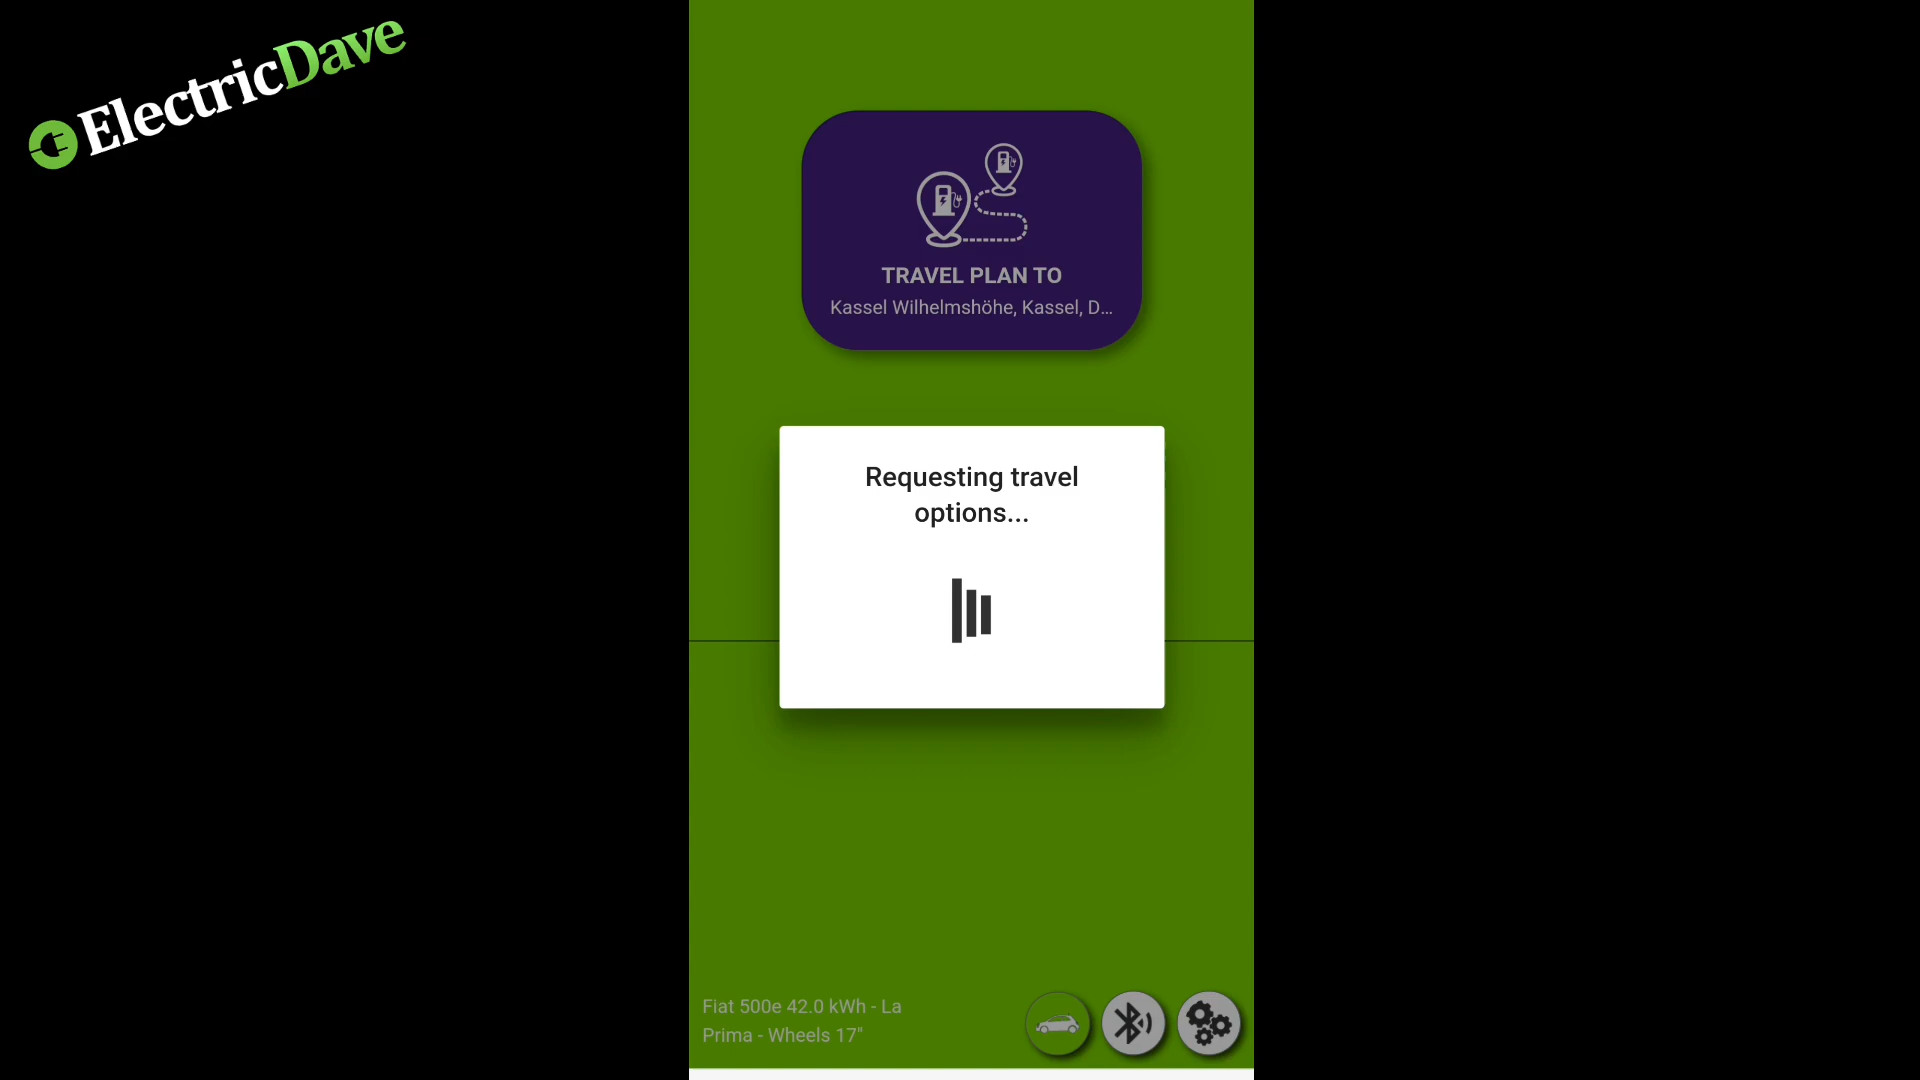 ElectricDave
TRAVEL PLAN TO
Kassel Wilhelmshöhe, Kassel, D...
Requesting travel
options...
Fiat 500e 42.0 kWh - La
Prima - Wheels 17"